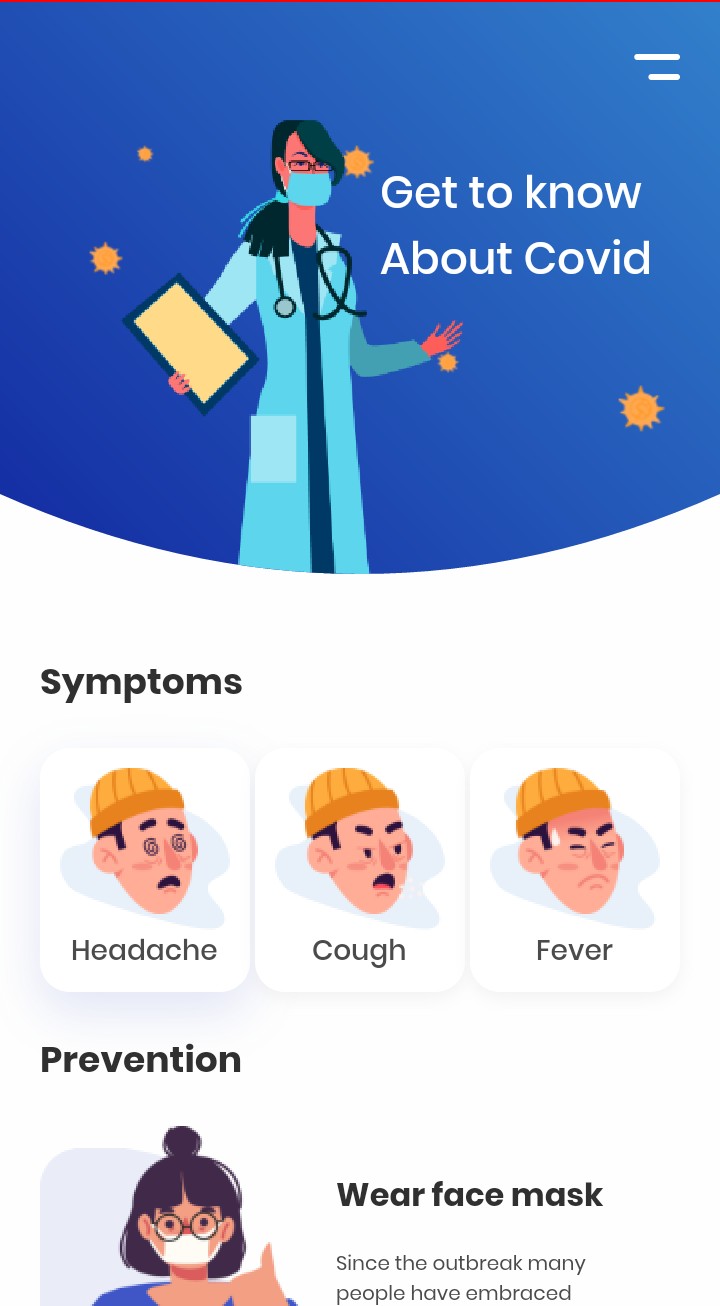 Get to know
About Covid
Symptoms
Headache
Cough
Fever
Prevention
Wear face mask
Since the outbreak many
people have embraced